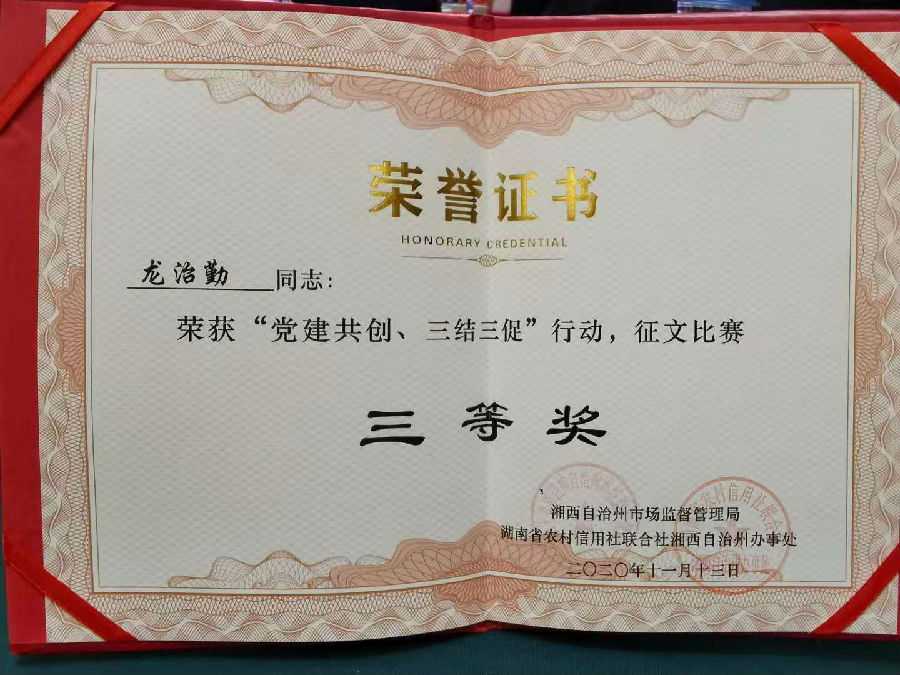 荣誉证书
HONORARY CREDENTIAL
龙治勤 同志：
荣获“党建共创、三结三促”行动，征文比赛
三等奖
湘西自治州市场监督管理局
湖南省农村信用社联合社湘西自治州办事处
二〇二〇年十一月十三日